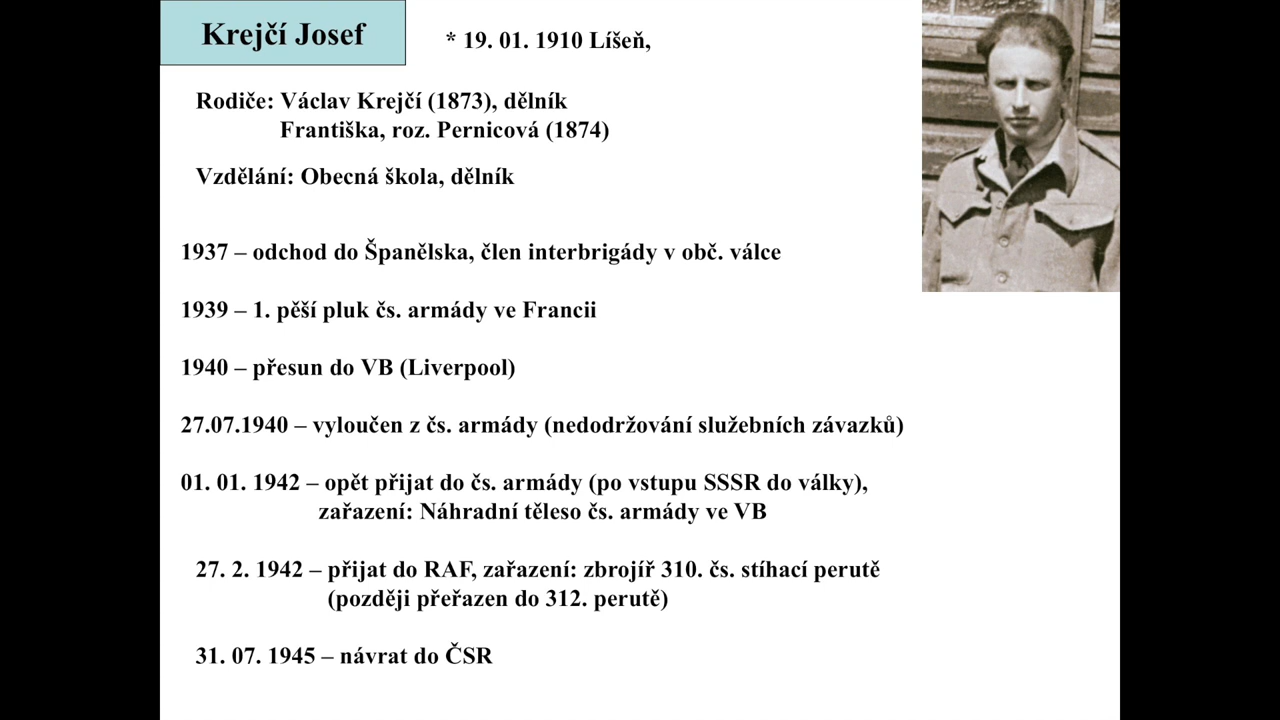 Krejčí Josef
* 19. 01. 1910 Líšeň,
Rodiče: Václav Krejčí (1873), dělník
Františka, roz. Pernicová (1874)
Vzdělání: Obecná škola, dělník
1937 – odchod do Španělska, člen interbrigády v obč. válce
1939 – 1. pěší pluk čs. armády ve Francii
1940 – přesun do VB (Liverpool)
27.07.1940 – vyloučen z čs. armády (nedodržování služebních závazků)
01. 01. 1942 – opět přijat do čs. armády (po vstupu SSSR do války),
zařazení: Náhradní těleso čs. armády ve VB
27. 2. 1942 – přijat do RAF, zařazení: zbrojíř 310. čs. stíhací perutě
(později přeřazen do 312. perutě)
31. 07. 1945 – návrat do ČSR